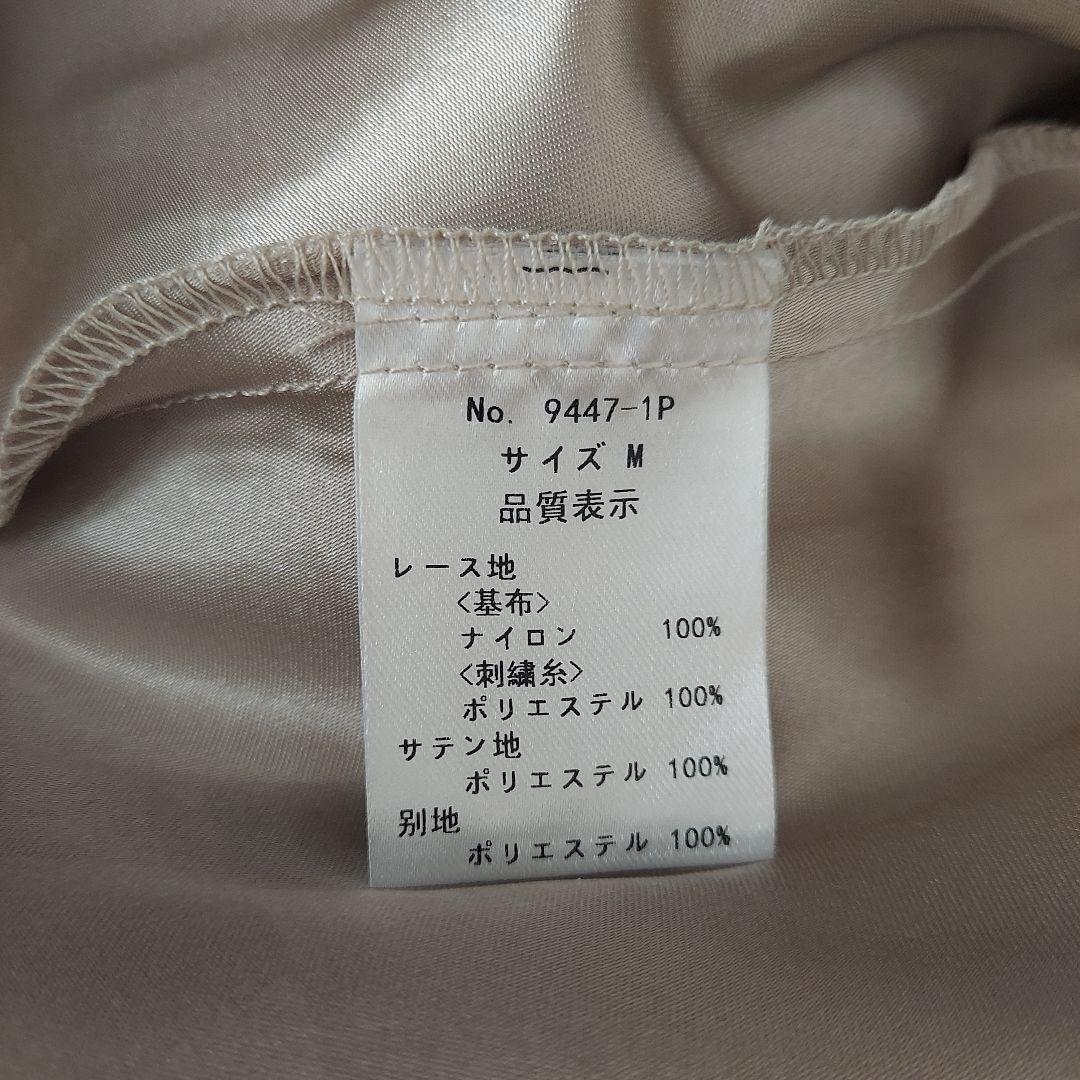 No. 9447-1P
サイズ M
品質表示
レース地
<基布>
ナイロン 100%
<刺繍糸>
ポリエステル 100%
サテン地
ポリエステル 100%
別地
ポリエステル 100%